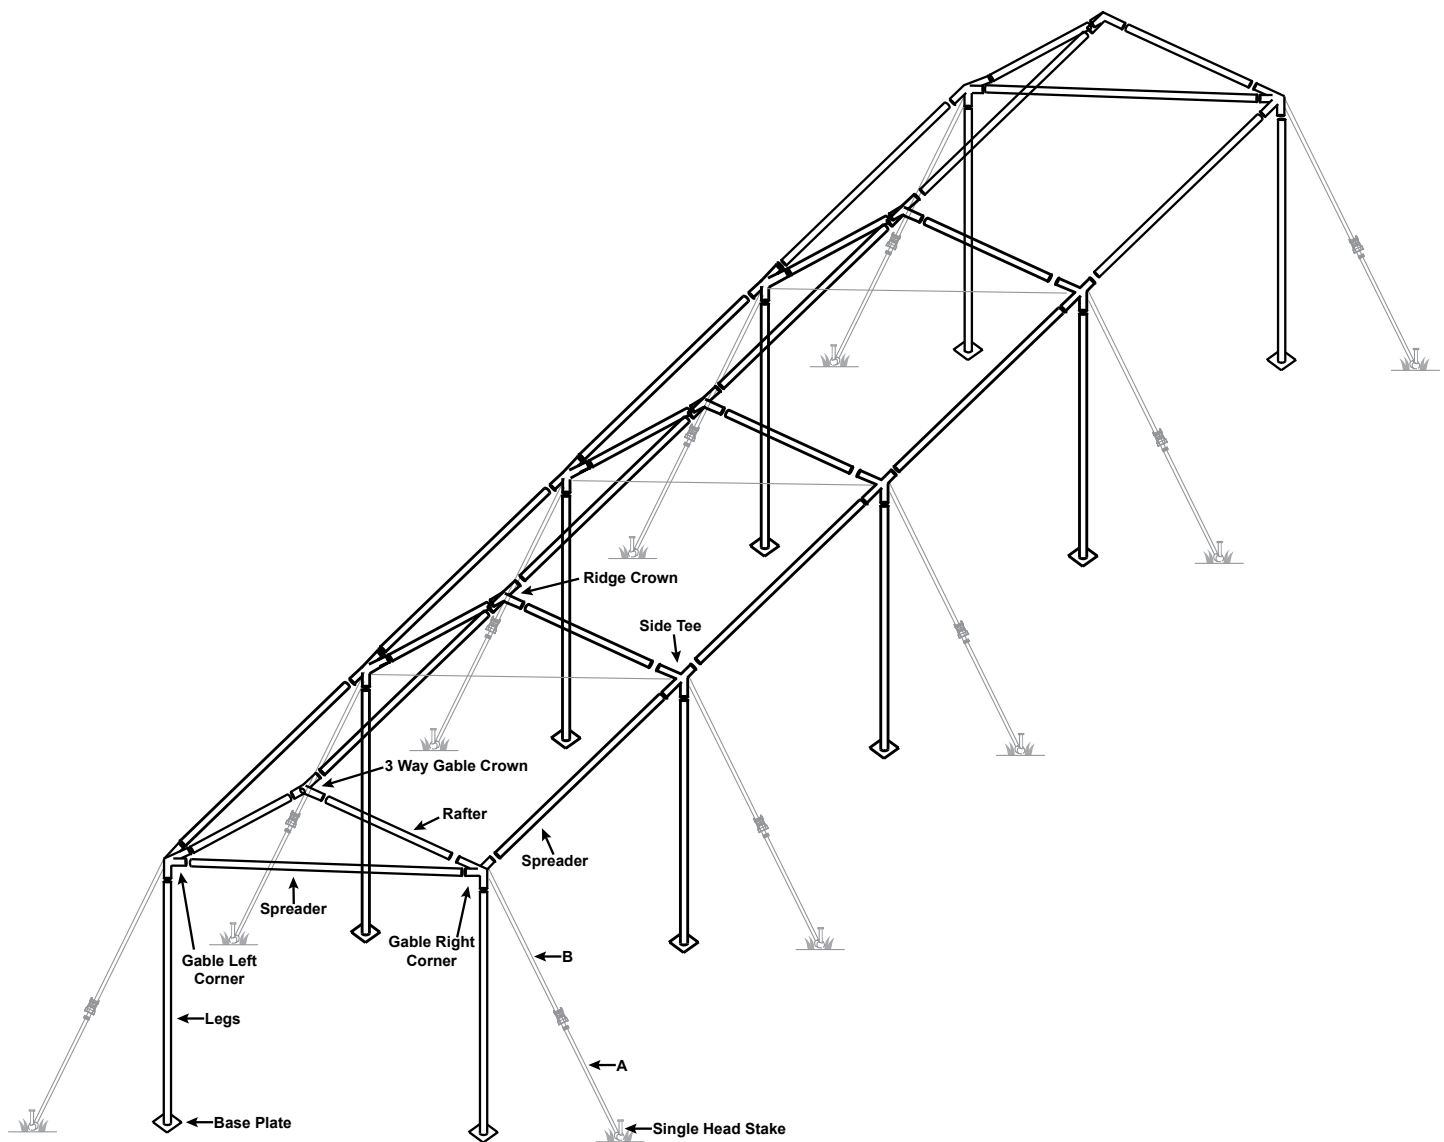 Ridge Crown
Side Tee
3 Way Gable Crown
Rafter
Spreader
Spreader
Gable Left
Corner
Gable Right
Corner
B
Legs
A
Base Plate
Single Head Stake